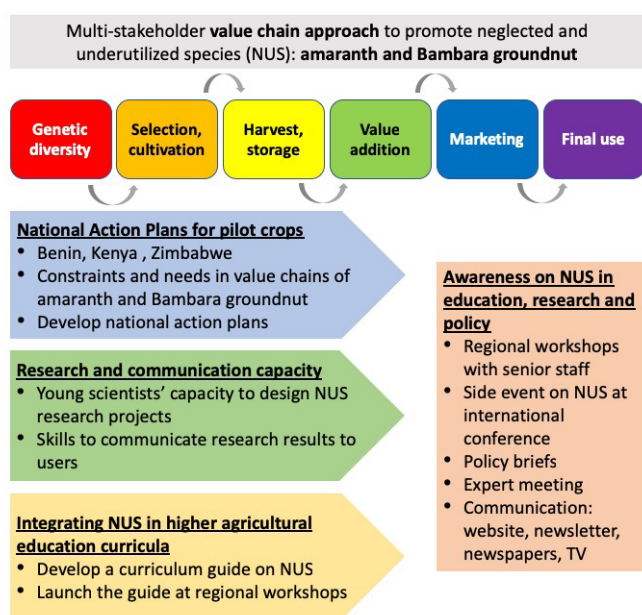 Multi-stakeholder value chain approach to promote neglected and
underutilized species (NUS): amaranth and Bambara groundnut
Genetic
diversity
Selection,
cultivation
Harvest,
storage
Value
addition
Marketing
Final use
National Action Plans for pilot crops
• Benin, Kenya , Zimbabwe
• Constraints and needs in value chains of
amaranth and Bambara groundnut
• Develop national action plans
Research and communication capacity
• Young scientists’ capacity to design NUS
research projects
• Skills to communicate research results to
users
Integrating NUS in higher agricultural
education curricula
• Develop a curriculum guide on NUS
• Launch the guide at regional workshops
Awareness on NUS in
education, research and
policy
• Regional workshops
with senior staff
• Side event on NUS at
international
conference
• Policy briefs
• Expert meeting
• Communication:
website, newsletter,
newspapers, TV